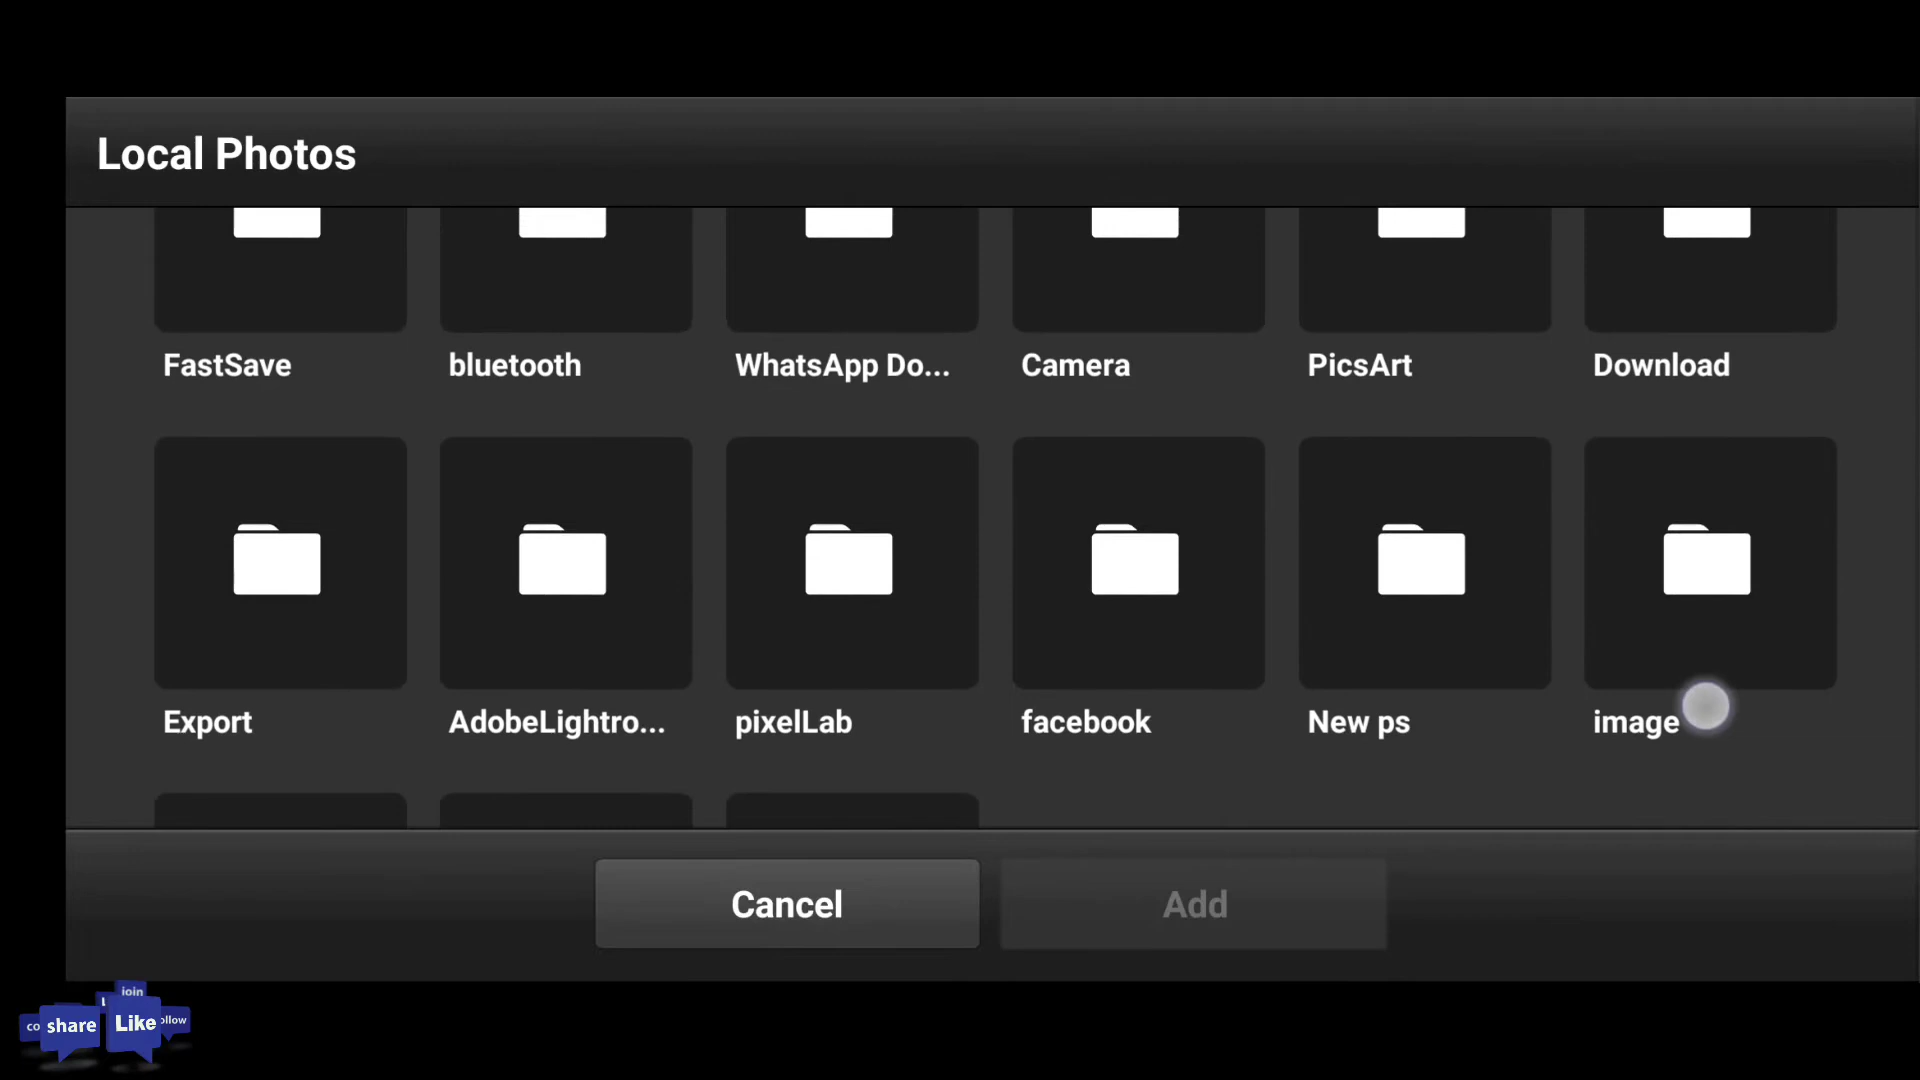 Local Photos
FastSave
bluetooth
WhatsApp Do...
Camera
PicsArt
Download
Export
AdobeLightro...
pixelLab
facebook
New ps
image
Cancel
Add
join
share
Like